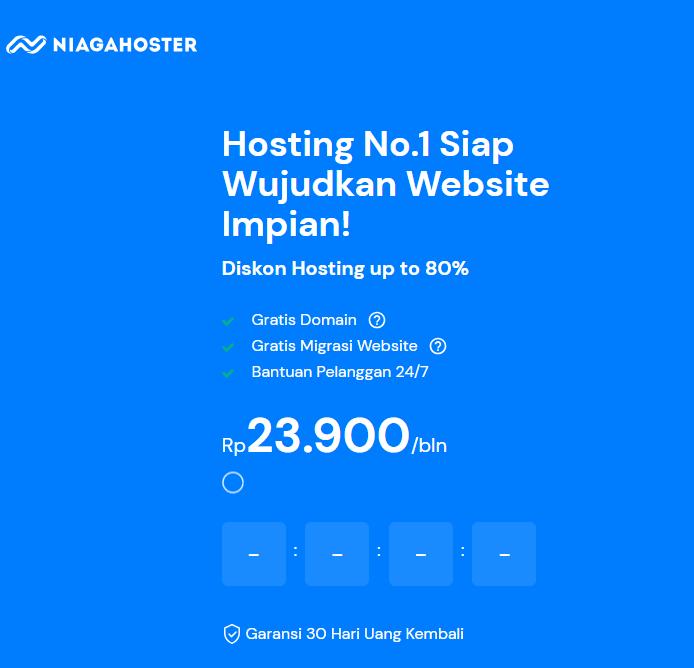 NIAGAHOSTER
Hosting No.1 Siap
Wujudkan Website
Impian!
Diskon Hosting up to 80%
Gratis Domain ?
Gratis Migrasi Website ?
Bantuan Pelanggan 24/7
Rp23.900/bln
- : - : - : -
Garansi 30 Hari Uang Kembali